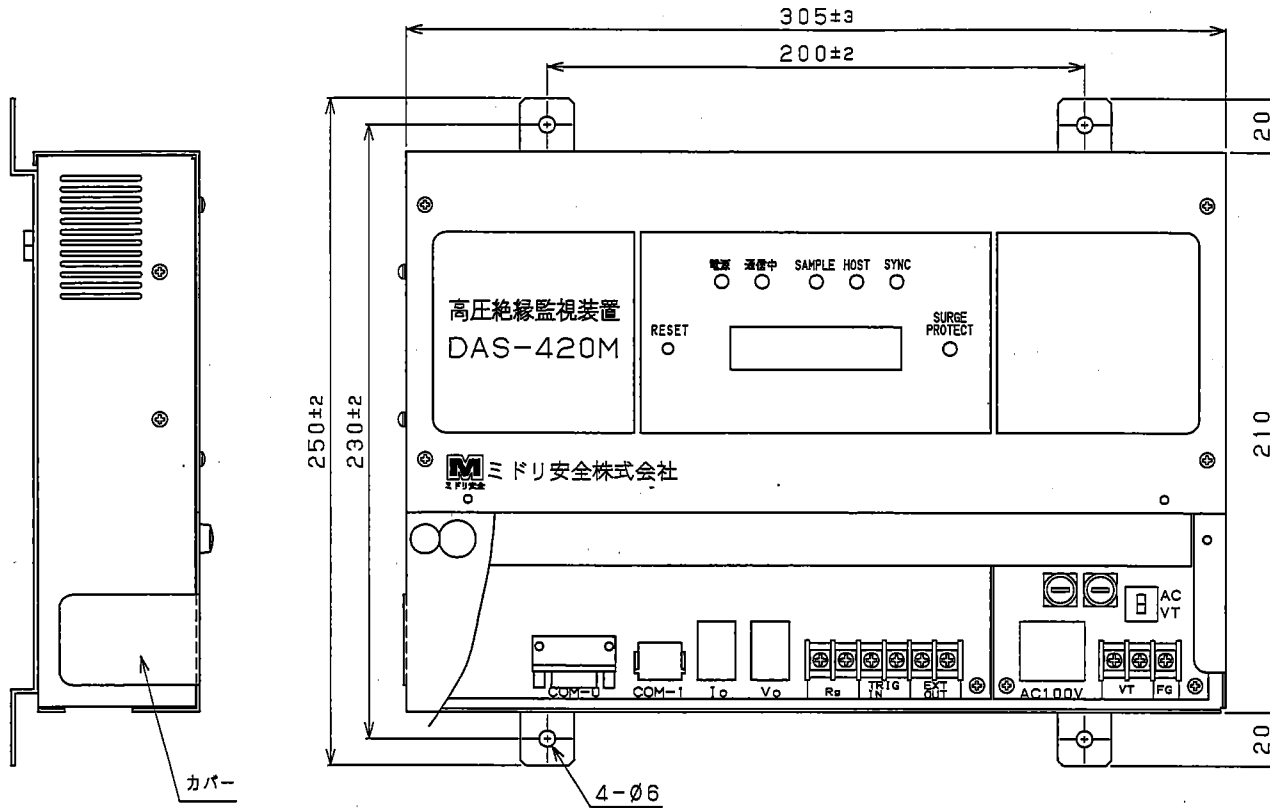 305±3
200±2
20
250±2
230±2
210
電源 通信中 SAMPLE HOST SYNC
高圧絶縁監視装置
DAS-420M
RESET
SURGE
PROTECT
M ミドリ安全株式会社
ミドリ安全
AC
VT
COM-0 COM-1 Io Vo Rg TRIG IN EXT OUT AC100V VT FG
20
カバー
4-Ø6